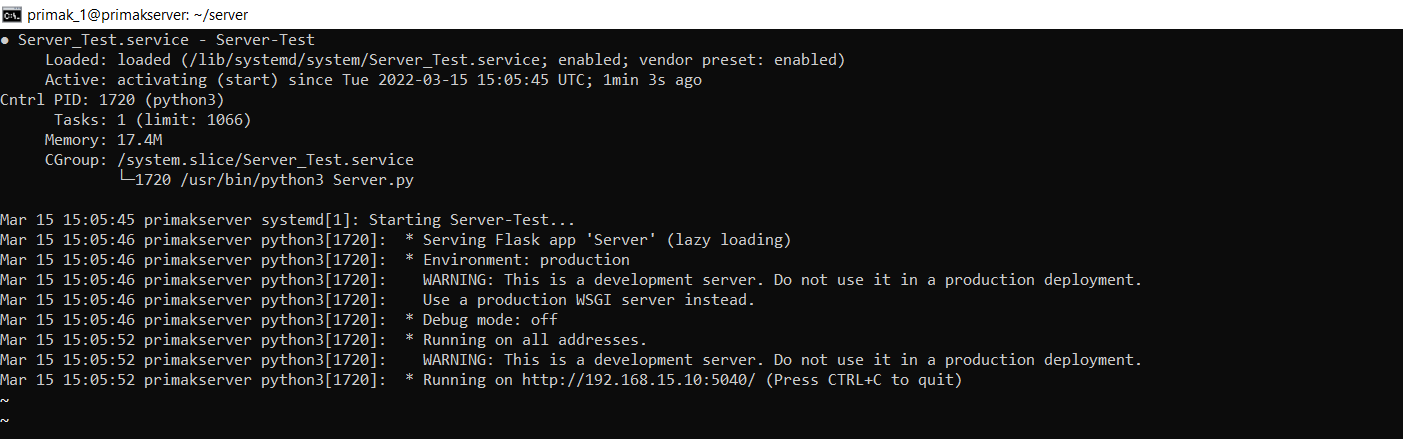 primak_1@primakserver: ~/server
● Server_Test.service - Server-Test
Loaded: loaded (/lib/systemd/system/Server_Test.service; enabled; vendor preset: enabled)
Active: activating (start) since Tue 2022-03-15 15:05:45 UTC; 1min 3s ago
Cntrl PID: 1720 (python3)
Tasks: 1 (limit: 1066)
Memory: 17.4M
CGroup: /system.slice/Server_Test.service
└─1720 /usr/bin/python3 Server.py
Mar 15 15:05:45 primakserver systemd[1]: Starting Server-Test...
Mar 15 15:05:46 primakserver python3[1720]:  * Serving Flask app 'Server' (lazy loading)
Mar 15 15:05:46 primakserver python3[1720]:  * Environment: production
Mar 15 15:05:46 primakserver python3[1720]:    WARNING: This is a development server. Do not use it in a production deployment.
Mar 15 15:05:46 primakserver python3[1720]:    Use a production WSGI server instead.
Mar 15 15:05:46 primakserver python3[1720]:  * Debug mode: off
Mar 15 15:05:52 primakserver python3[1720]:  * Running on all addresses.
Mar 15 15:05:52 primakserver python3[1720]:    WARNING: This is a development server. Do not use it in a production deployment.
Mar 15 15:05:52 primakserver python3[1720]:  * Running on http://192.168.15.10:5040/ (Press CTRL+C to quit)
~
~